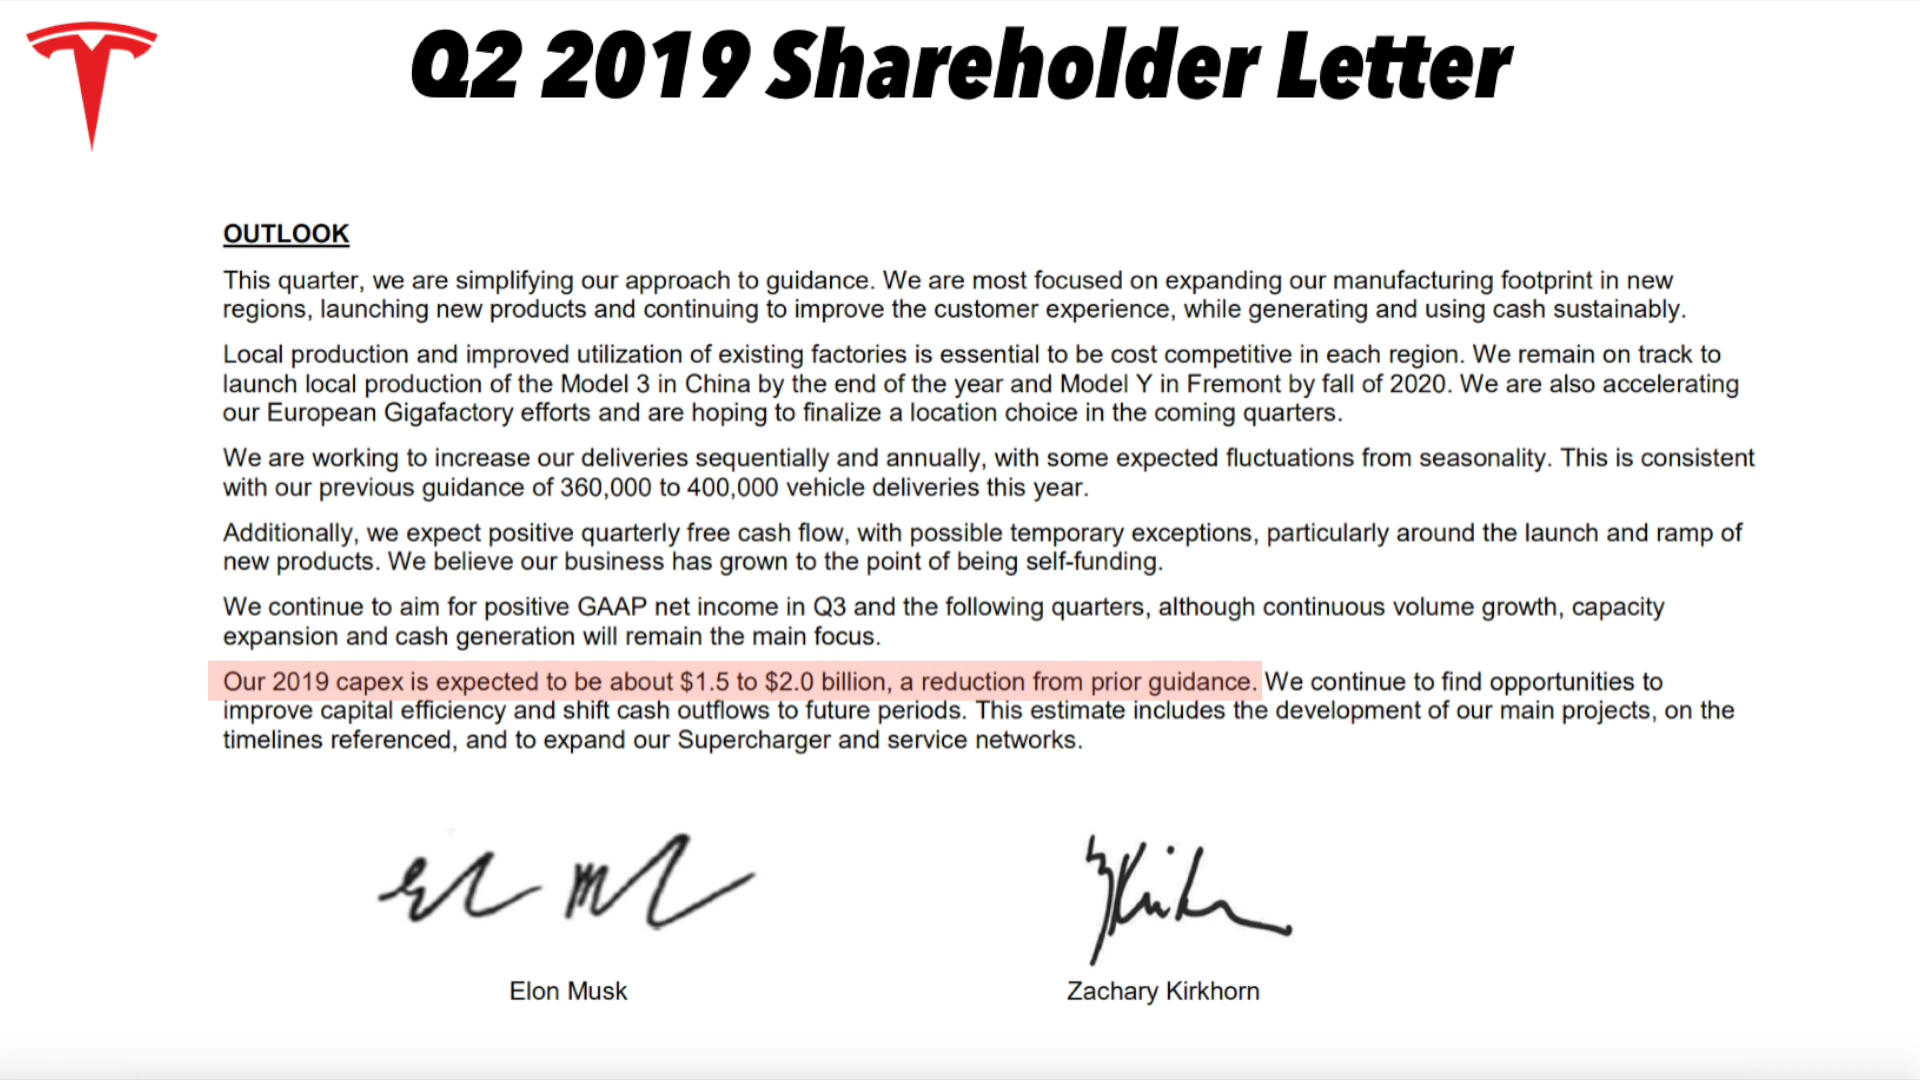 Q2 2019 Shareholder Letter
OUTLOOK
This quarter, we are simplifying our approach to guidance. We are most focused on expanding our manufacturing footprint in new
regions, launching new products and continuing to improve the customer experience, while generating and using cash sustainably.
Local production and improved utilization of existing factories is essential to be cost competitive in each region. We remain on track to
launch local production of the Model 3 in China by the end of the year and Model Y in Fremont by fall of 2020. We are also accelerating
our European Gigafactory efforts and are hoping to finalize a location choice in the coming quarters.
We are working to increase our deliveries sequentially and annually, with some expected fluctuations from seasonality. This is consistent
with our previous guidance of 360,000 to 400,000 vehicle deliveries this year.
Additionally, we expect positive quarterly free cash flow, with possible temporary exceptions, particularly around the launch and ramp of
new products. We believe our business has grown to the point of being self-funding.
We continue to aim for positive GAAP net income in Q3 and the following quarters, although continuous volume growth, capacity
expansion and cash generation will remain the main focus.
Our 2019 capex is expected to be about $1.5 to $2.0 billion, a reduction from prior guidance. We continue to find opportunities to
improve capital efficiency and shift cash outflows to future periods. This estimate includes the development of our main projects, on the
timelines referenced, and to expand our Supercharger and service networks.
Elon Musk
Zachary Kirkhorn